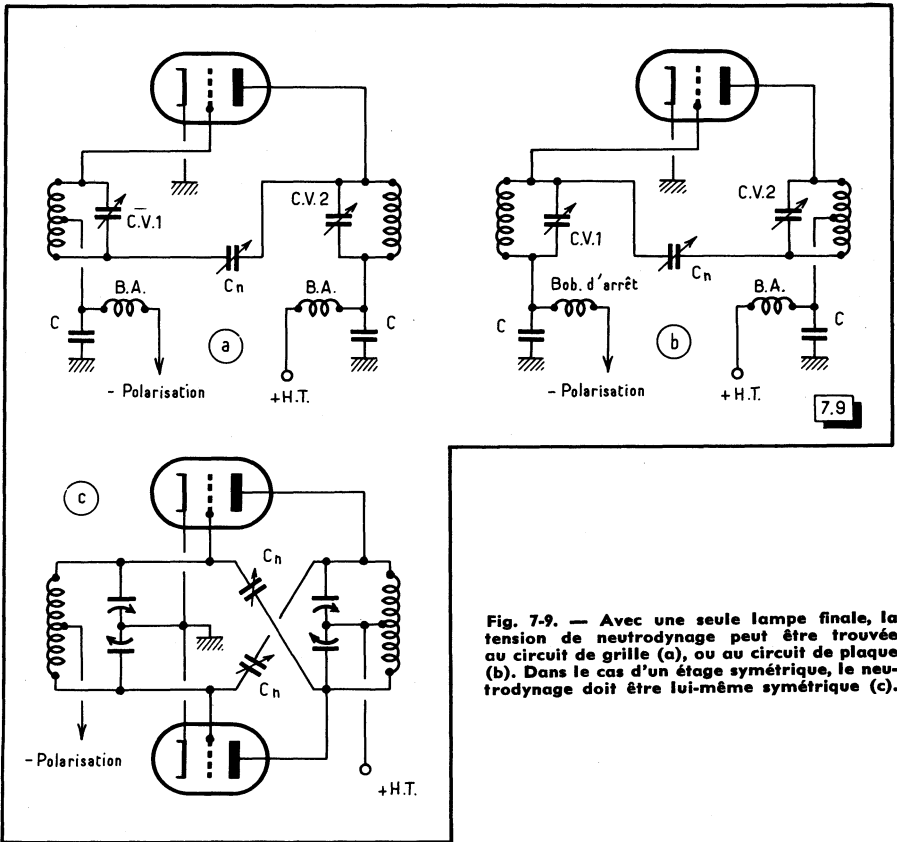 C.V.1
C.V.2
Cn
B.A.
B.A.
C
C
a
- Polarisation
+H.T.
C.V.1
C.V.2
Cn
Bob. d'arrêt
B.A.
C
C
b
- Polarisation
+H.T.
7.9
c
Cn
Cn
- Polarisation
+H.T.
Fig. 7-9. — Avec une seule lampe finale, la
tension de neutrodynage peut être trouvée
au circuit de grille (a), ou au circuit de plaque
(b). Dans le cas d'un étage symétrique, le neu-
trodynage doit être lui-même symétrique (c).